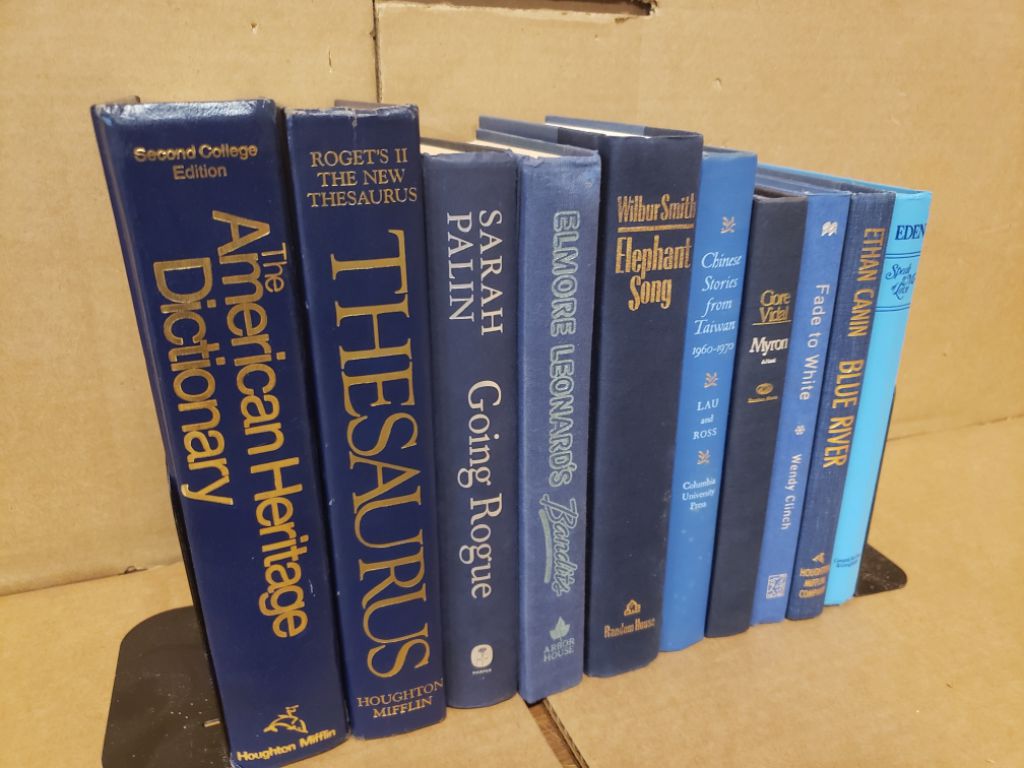 Second College
Edition
The
American Heritage
Dictionary
Houghton Mifflin
ROGET'S II
THE NEW
THESAURUS
THESAURUS
HOUGHTON
MIFFLIN
SARAH
PALIN
Going Rogue
HARPER
ELMORE LEONARD'S
Bandits
ARBOR
HOUSE
Wilbur Smith
Elephant
Song
Random House
Chinese
Stories
from
Taiwan
1960-1970
LAU
and
ROSS
Columbia
University
Press
Gore
Vidal
Myron
Fade to White
Wendy Clinch
ETHAN CANIN BLUE RIVER
HOUGHTON
MIFFLIN
COMPANY
EDEN